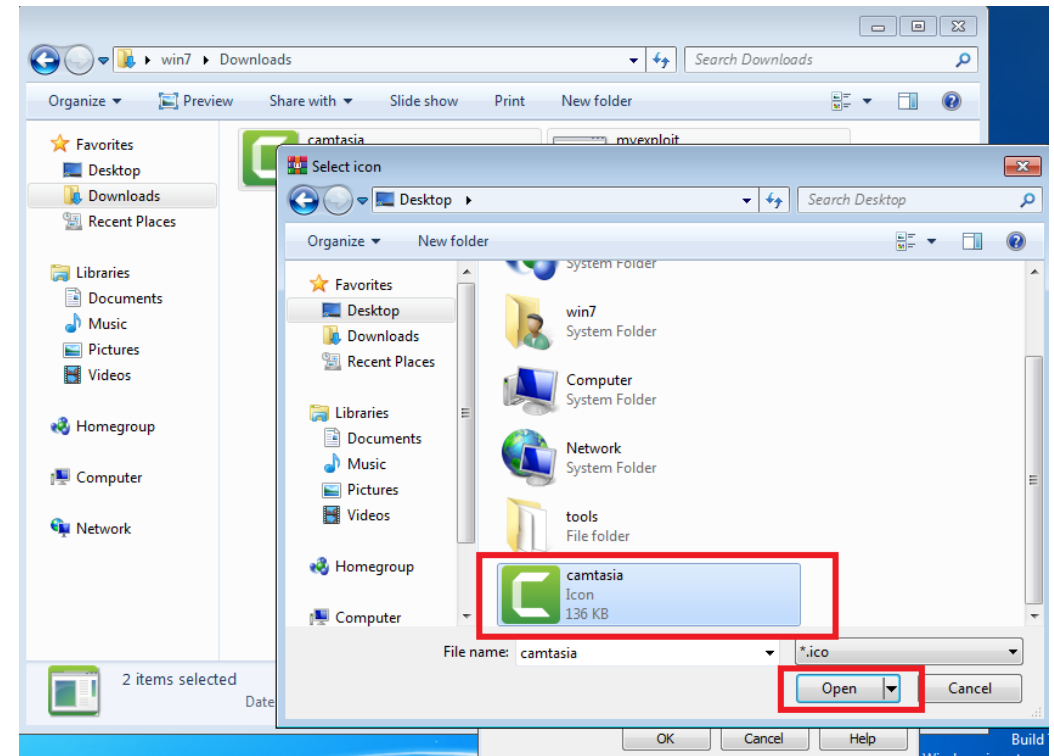 win7 ▸ Downloads
Search Downloads
Organize
Preview
Share with
Slide show
Print
New folder
Favorites
Desktop
Downloads
Recent Places
Libraries
Documents
Music
Pictures
Videos
Homegroup
Computer
Network
camtasia
myexploit
2 items selected
Date
Select icon
Desktop ▸
Search Desktop
Organize
New folder
Favorites
Desktop
Downloads
Recent Places
Libraries
Documents
Music
Pictures
Videos
Homegroup
Computer
System Folder
win7
System Folder
Computer
System Folder
Network
System Folder
tools
File folder
camtasia
Icon
136 KB
File name: camtasia
*.ico
Open
Cancel
OK
Cancel
Help
Build